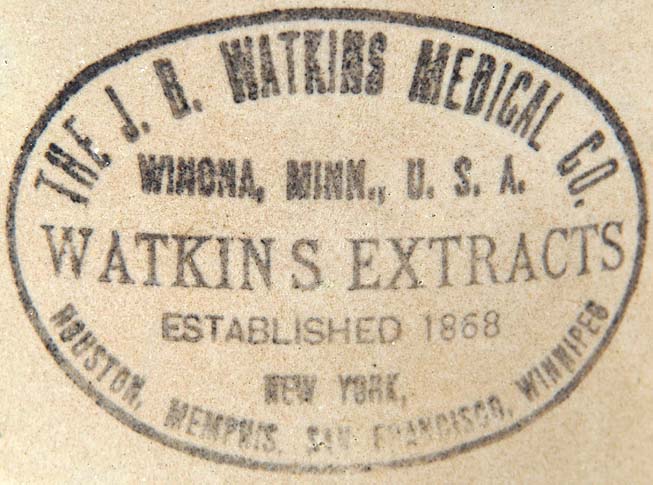 THE J. B. WATKINS MEDICAL CO.
WINONA, MINN., U. S. A.
WATKINS EXTRACTS
ESTABLISHED 1868
NEW YORK,
HOUSTON, MEMPHIS, SAN FRANCISCO, WINNIPEG